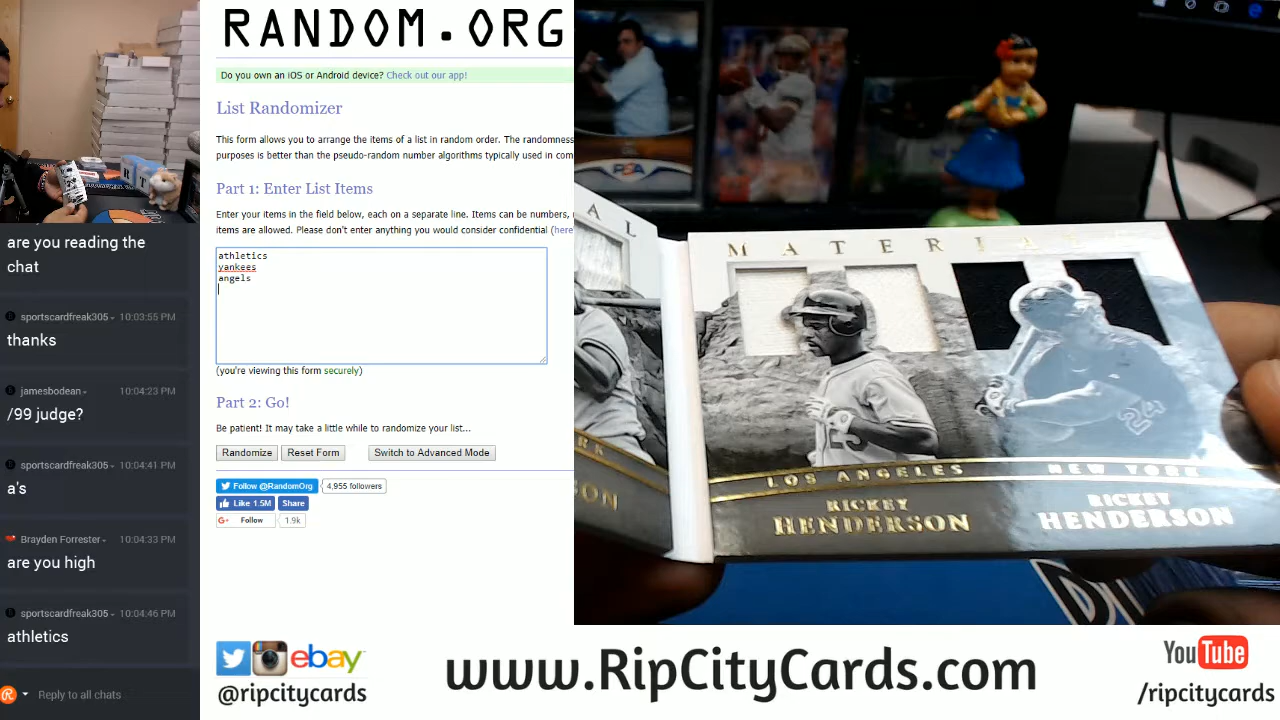 are you reading the
chat
sportscardfreak305
10:03:55 PM
thanks
jamesbodean
10:04:23 PM
/99 judge?
sportscardfreak305
10:04:41 PM
a's
Brayden Forrester
10:04:33 PM
are you high
sportscardfreak305
10:04:46 PM
athletics
Reply to all chats
RANDOM.ORG
Do you own an iOS or Android device? Check out our app!
List Randomizer
This form allows you to arrange the items of a list in random order. The randomness
purposes is better than the pseudo-random number algorithms typically used in com
Part 1: Enter List Items
Enter your items in the field below, each on a separate line. Items can be numbers,
items are allowed. Please don't enter anything you would consider confidential (here
athletics
yankees
angels
(you're viewing this form securely)
Part 2: Go!
Be patient! It may take a little while to randomize your list...
Randomize
Reset Form
Switch to Advanced Mode
Follow @RandomOrg
4,955 followers
Like 1.5M
Share
G+ Follow
1.9k
PSA
AL
MATERIAL
24
RK
SON
LOS ANGELES
RICKEY
HENDERSON
NEW YORK
RICKEY
HENDERSON
ebay
@ripcitycards
www.RipCityCards.com
YouTube
/ripcitycards